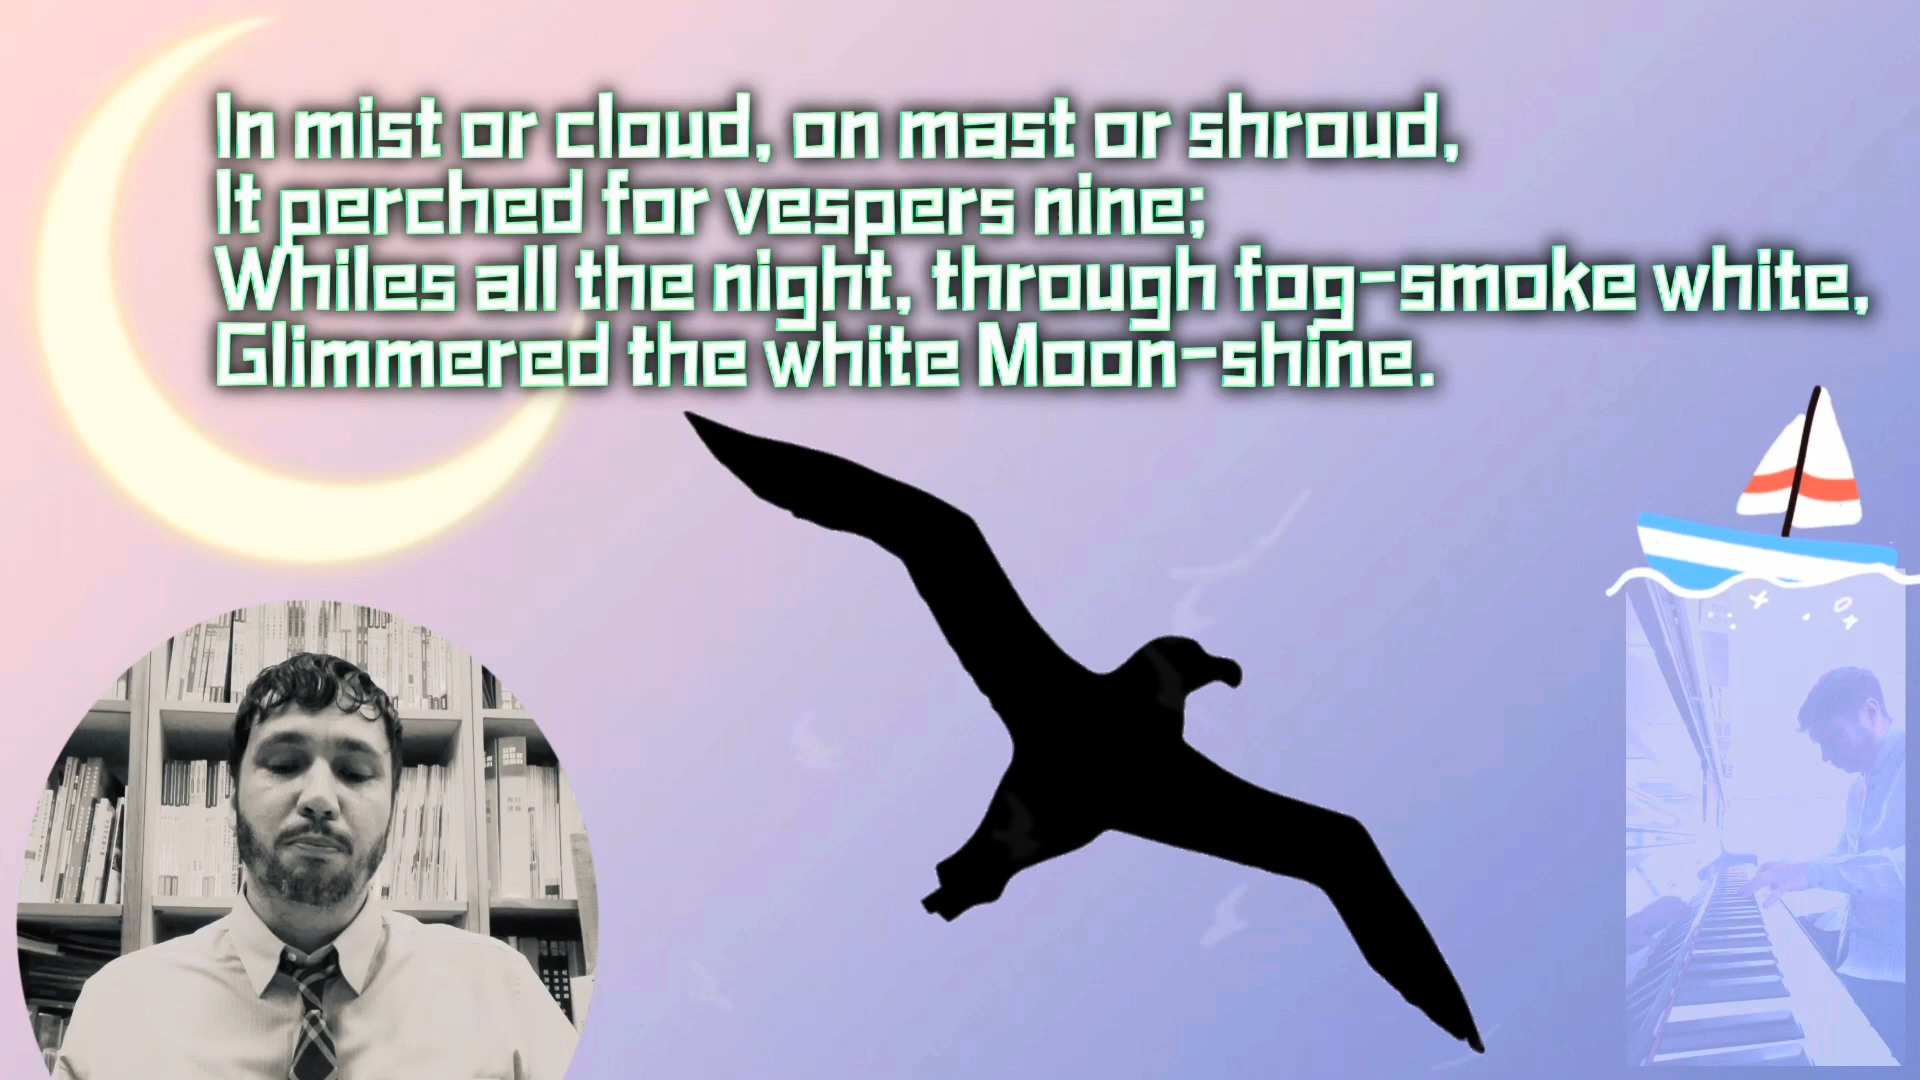 In mist or cloud, on mast or shroud,
It perched for vespers nine;
Whiles all the night, through fog-smoke white,
Glimmered the white Moon-shine.